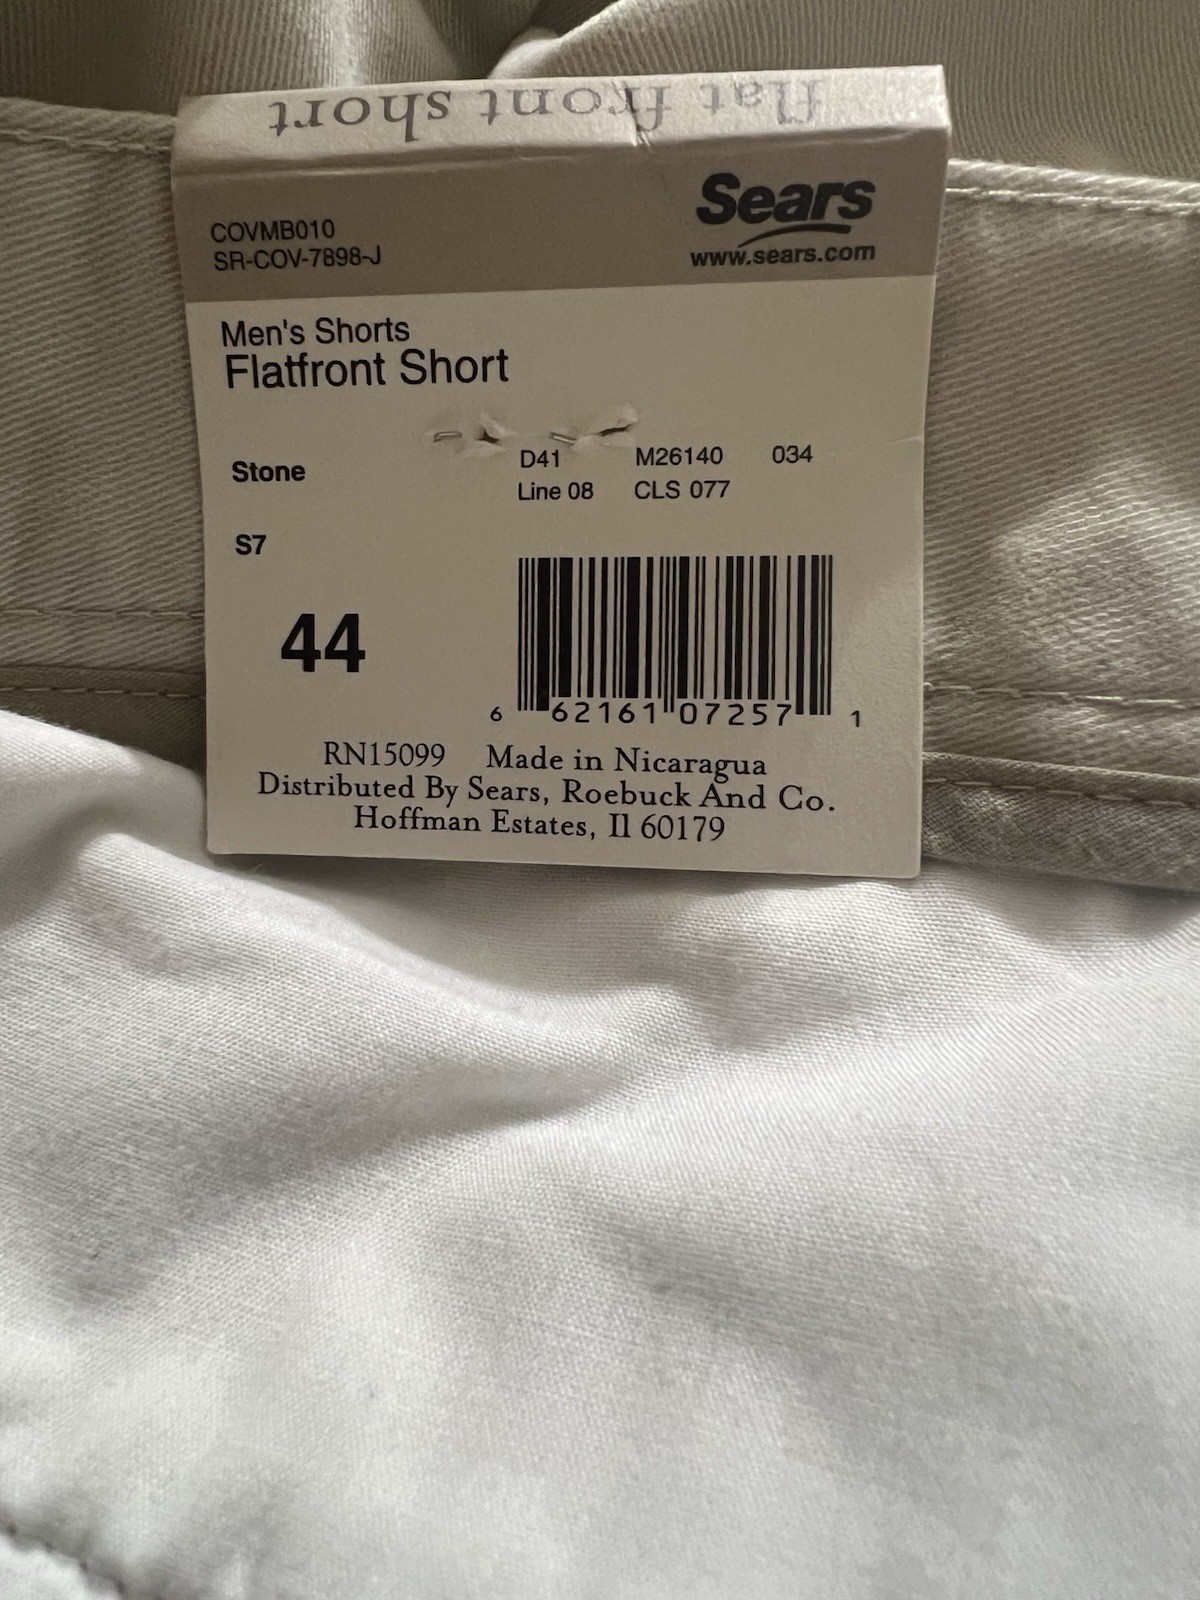 flat front short
Sears
www.sears.com
COVMB010
SR-COV-7898-J
Men's Shorts
Flatfront Short
Stone
D41 M26140 034
Line 08 CLS 077
S7
44
6 62161 07257 1
RN15099 Made in Nicaragua
Distributed By Sears, Roebuck And Co.
Hoffman Estates, Il 60179